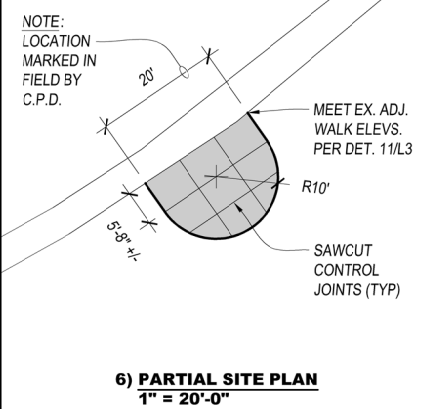 NOTE:
LOCATION
MARKED IN
FIELD BY
C.P.D.
20'
MEET EX. ADJ.
WALK ELEVS.
PER DET. 11/L3
R10'
5'-8" +/-
SAWCUT
CONTROL
JOINTS (TYP)
6) PARTIAL SITE PLAN
1" = 20'-0"